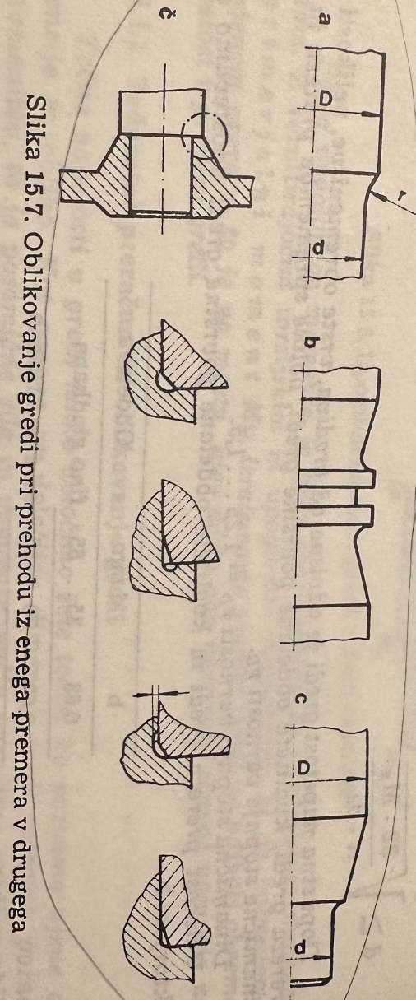 a
D
r
d
b
c
D
d
č
Slika 15.7. Oblikovanje gredi pri prehodu iz enega premera v drugega